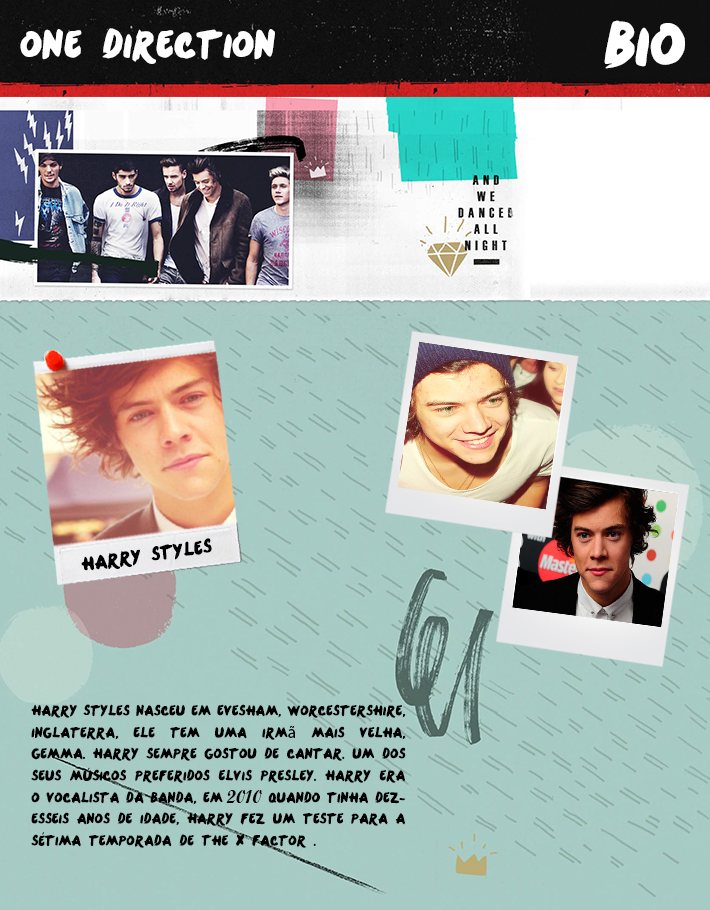 ONE DIRECTION
BIO
AND
WE
DANCED
ALL
NIGHT
HARRY STYLES
HARRY STYLES NASCEU EM EVESHAM, WORCESTERSHIRE,
INGLATERRA, ELE TEM UMA IRMã MAIS VELHA,
GEMMA. HARRY SEMPRE GOSTOU DE CANTAR. UM DOS
SEUS MÚSICOS PREFERIDOS ELVIS PRESLEY. HARRY ERA
O VOCALISTA DA BANDA, EM 2010 QUANDO TINHA DEZ-
ESSEIS ANOS DE IDADE, HARRY FEZ UM TESTE PARA A
SÉTIMA TEMPORADA DE THE X FACTOR .